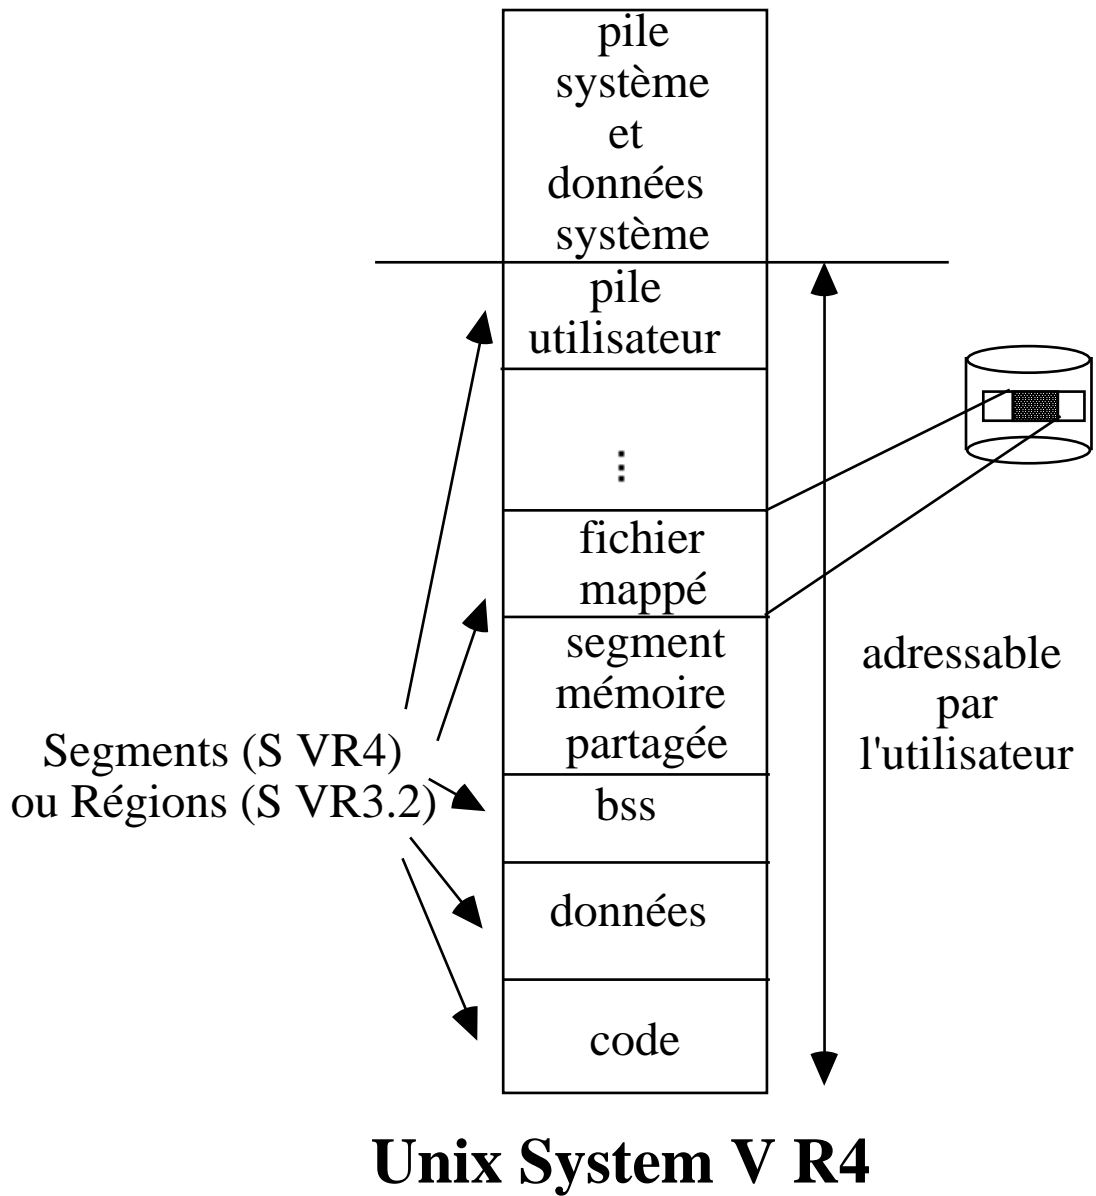 pile
système
et
données
système
pile
utilisateur
fichier
mappé
segment
mémoire
partagée
adressable
par
l'utilisateur
Segments (S VR4)
ou Régions (S VR3.2)
bss
données
code
Unix System V R4